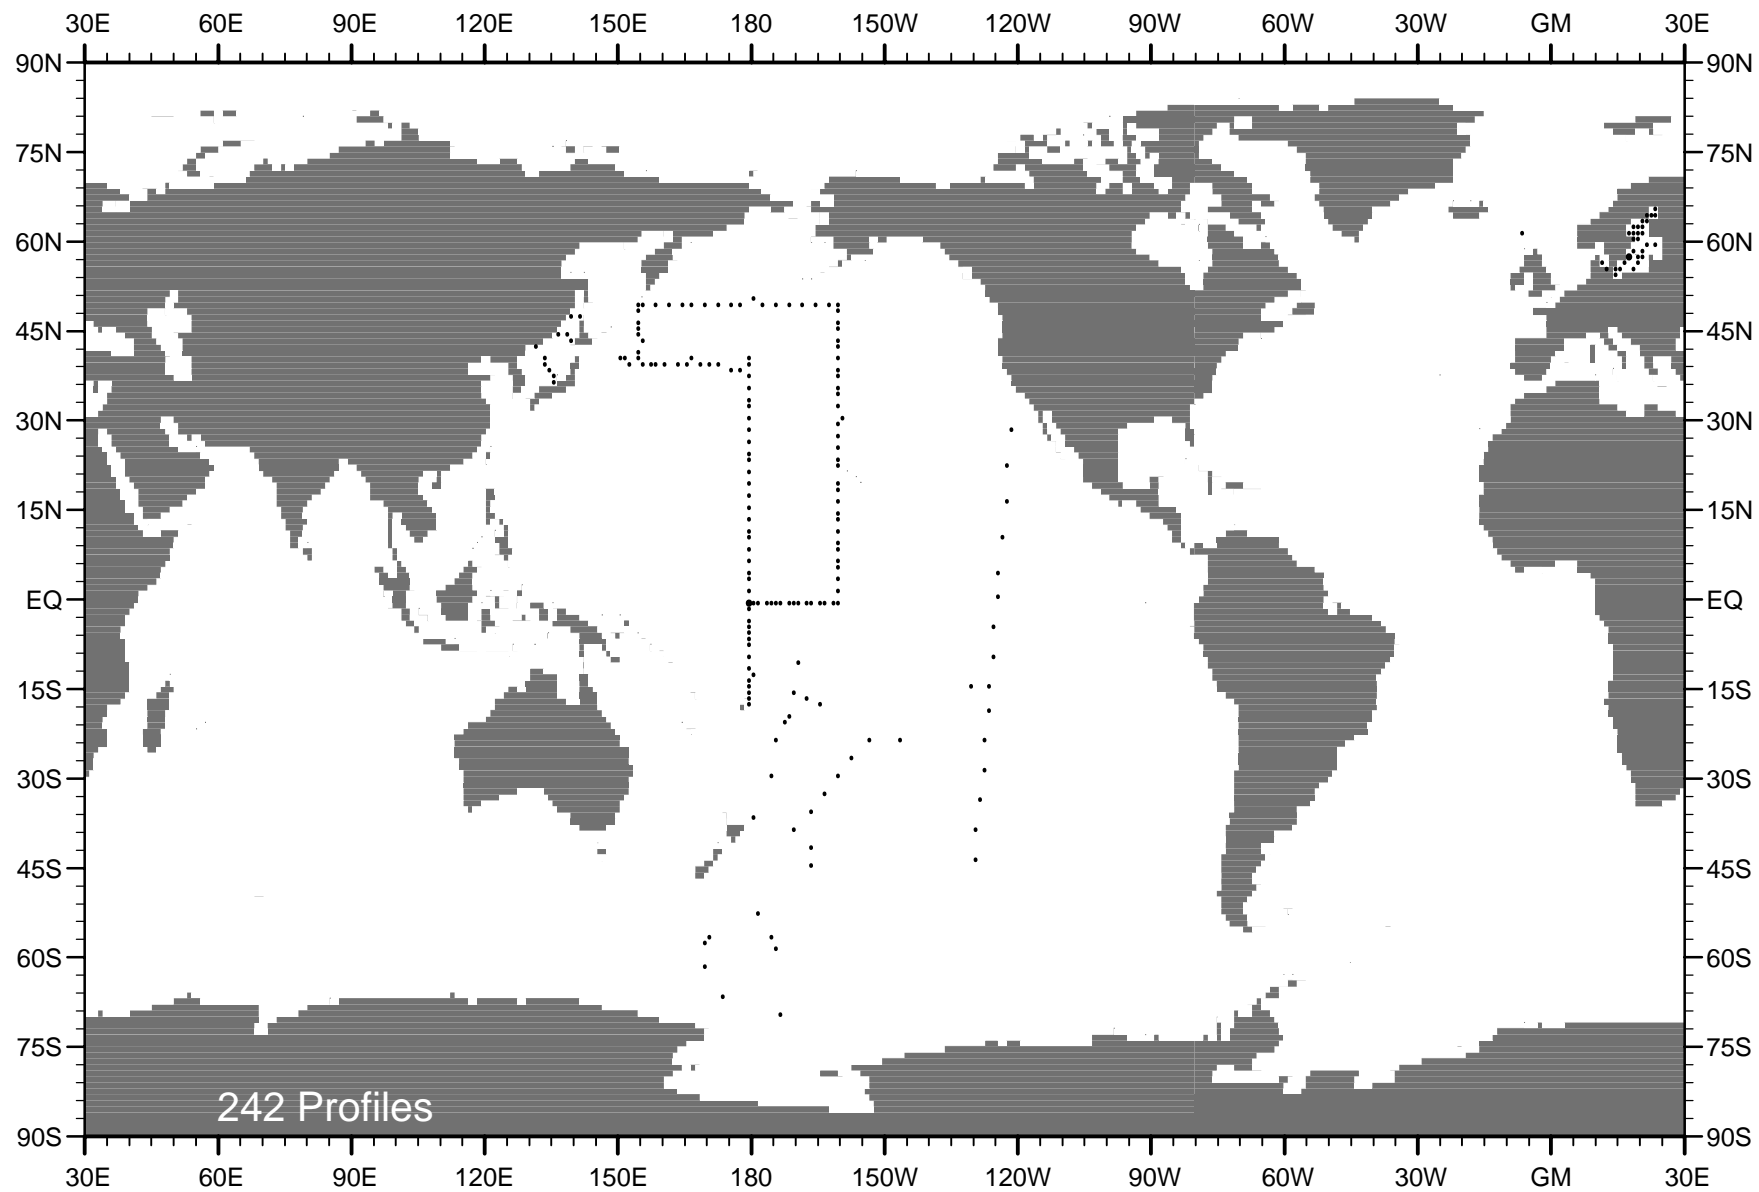 30E 60E 90E 120E 150E 180 150W 120W 90W 60W 30W GM 30E
90N 90N
75N 75N
60N 60N
45N 45N
30N 30N
15N 15N
EQ EQ
15S 15S
30S 30S
45S 45S
60S 60S
75S 75S
242 Profiles
90S 90S
30E 60E 90E 120E 150E 180 150W 120W 90W 60W 30W GM 30E